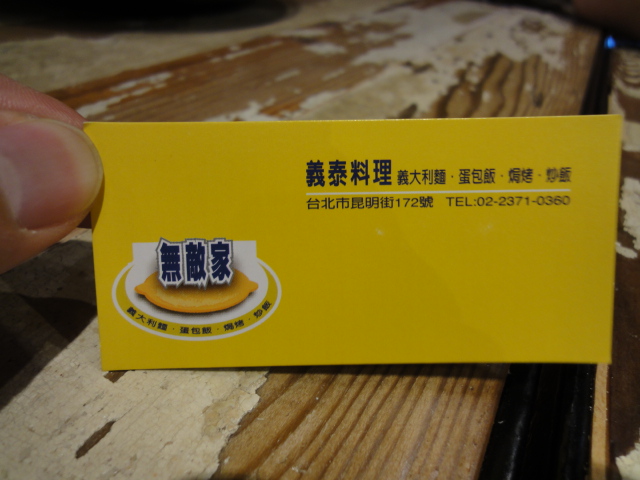 義泰料理 義大利麵·蛋包飯·焗烤·炒飯
台北市昆明街172號 TEL:02-2371-0360
無敵家
義大利麵·蛋包飯·焗烤·炒飯